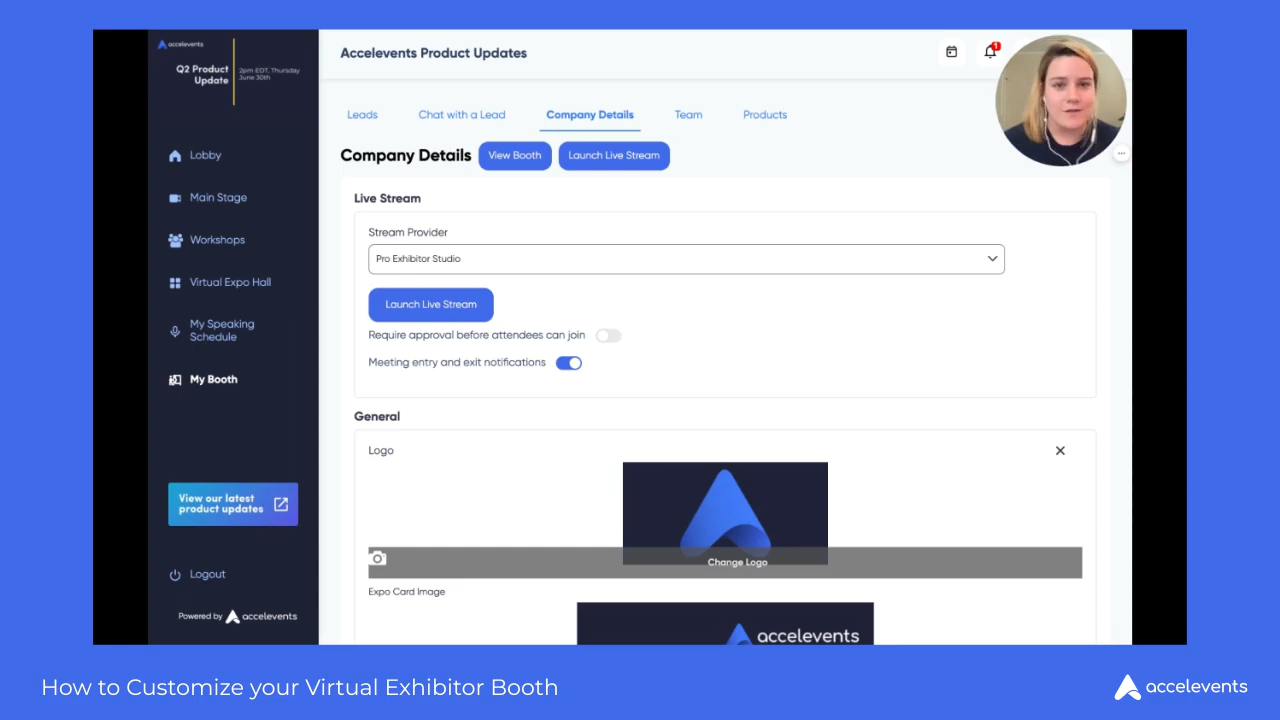 accelevents
Q2 Product
Update
2pm EDT, Thursday
June 30th
Lobby
Main Stage
Workshops
Virtual Expo Hall
My Speaking
Schedule
My Booth
View our latest
product updates
Logout
Powered by accelevents
Accelevents Product Updates
1
Leads
Chat with a Lead
Company Details
Team
Products
Company Details
View Booth
Launch Live Stream
Live Stream
Stream Provider
Pro Exhibitor Studio
Launch Live Stream
Require approval before attendees can join
Meeting entry and exit notifications
General
Logo
Change Logo
Expo Card Image
accelevents
How to Customize your Virtual Exhibitor Booth
accelevents